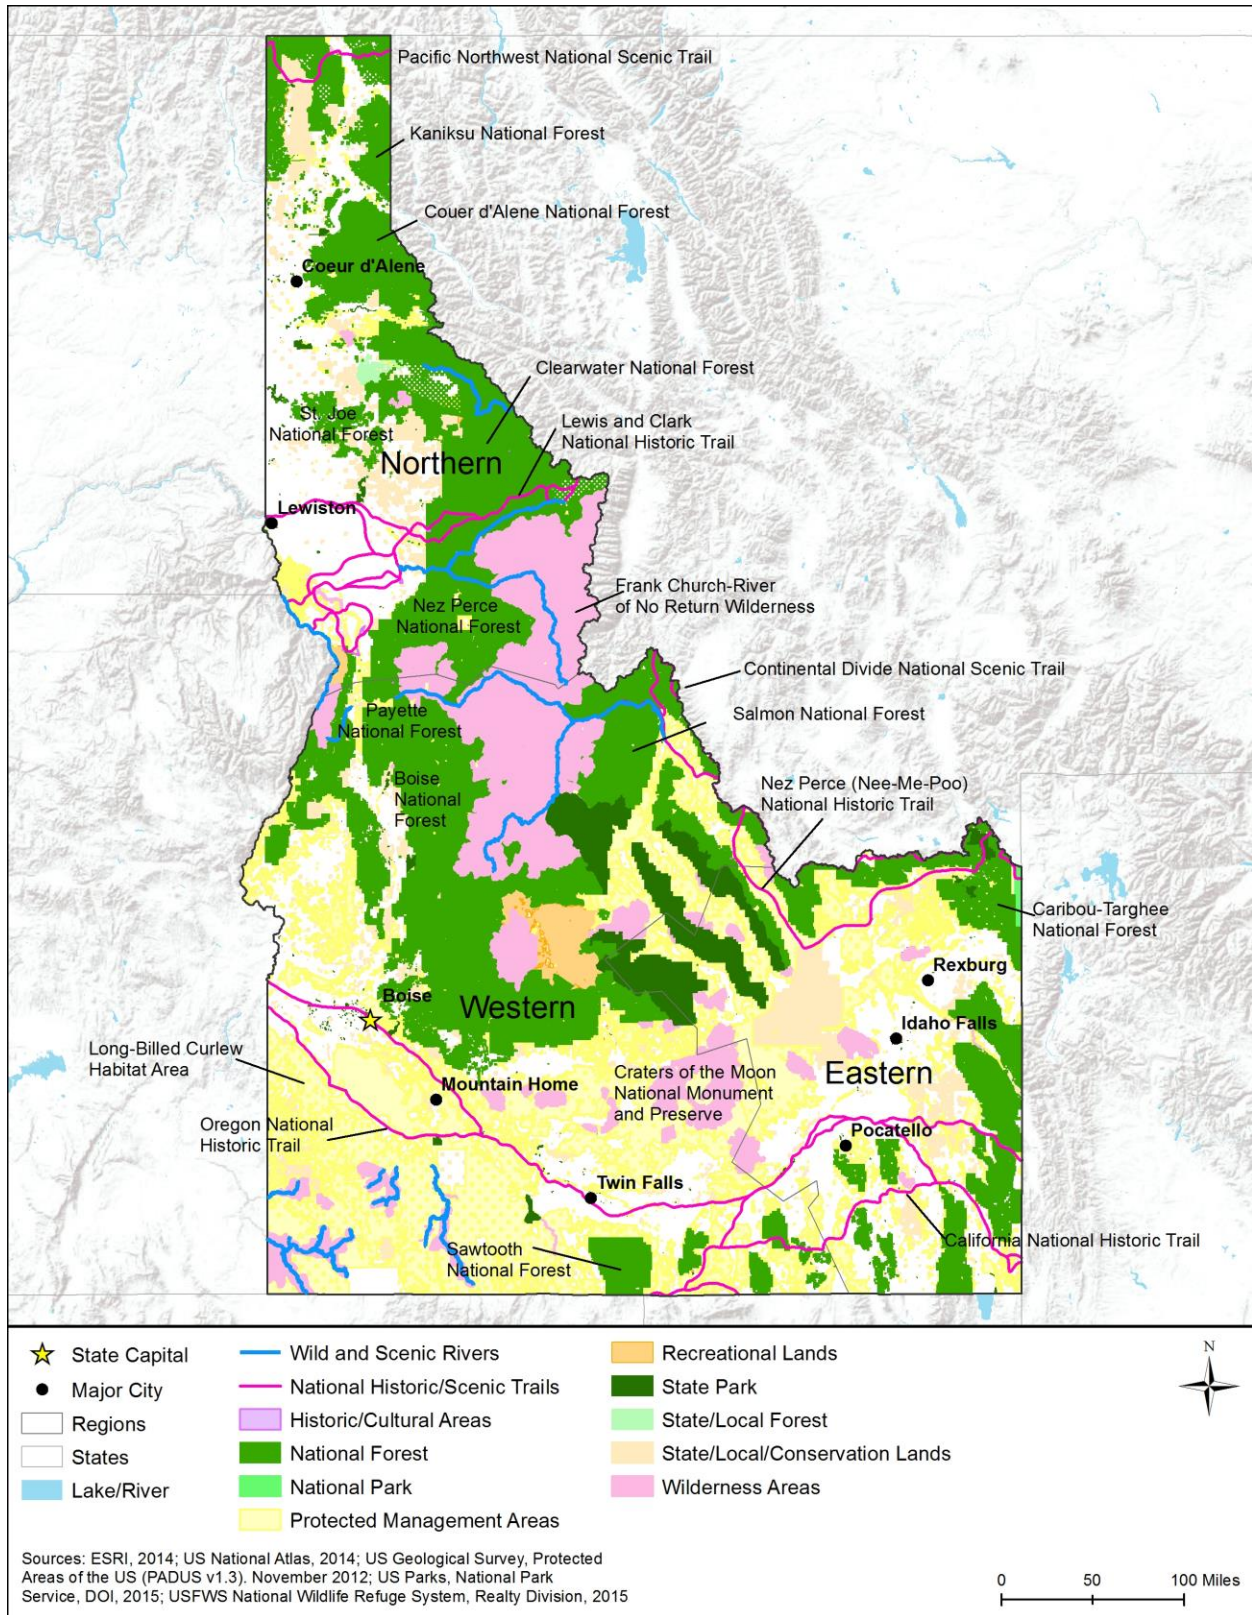 Pacific Northwest National Scenic Trail
Kaniksu National Forest
Couer d'Alene National Forest
Coeur d'Alene
Clearwater National Forest
Lewis and Clark
National Historic Trail
St. Joe
National Forest
Northern
Lewiston
Frank Church-River
of No Return Wilderness
Nez Perce
National Forest
Continental Divide National Scenic Trail
Salmon National Forest
Payette
National Forest
Boise
National
Forest
Nez Perce (Nee-Me-Poo)
National Historic Trail
Caribou-Targhee
National Forest
Rexburg
Boise
Western
Idaho Falls
Long-Billed Curlew
Habitat Area
Craters of the Moon
National Monument
and Preserve
Eastern
Mountain Home
Oregon National
Historic Trail
Pocatello
Twin Falls
Sawtooth
National Forest
California National Historic Trail
State Capital
Major City
Regions
States
Lake/River
Wild and Scenic Rivers
National Historic/Scenic Trails
Historic/Cultural Areas
National Forest
National Park
Protected Management Areas
Recreational Lands
State Park
State/Local Forest
State/Local/Conservation Lands
Wilderness Areas
N
Sources: ESRI, 2014; US National Atlas, 2014; US Geological Survey, Protected
Areas of the US (PADUS v1.3). November 2012; US Parks, National Park
Service, DOI, 2015; USFWS National Wildlife Refuge System, Realty Division, 2015
0 50 100 Miles